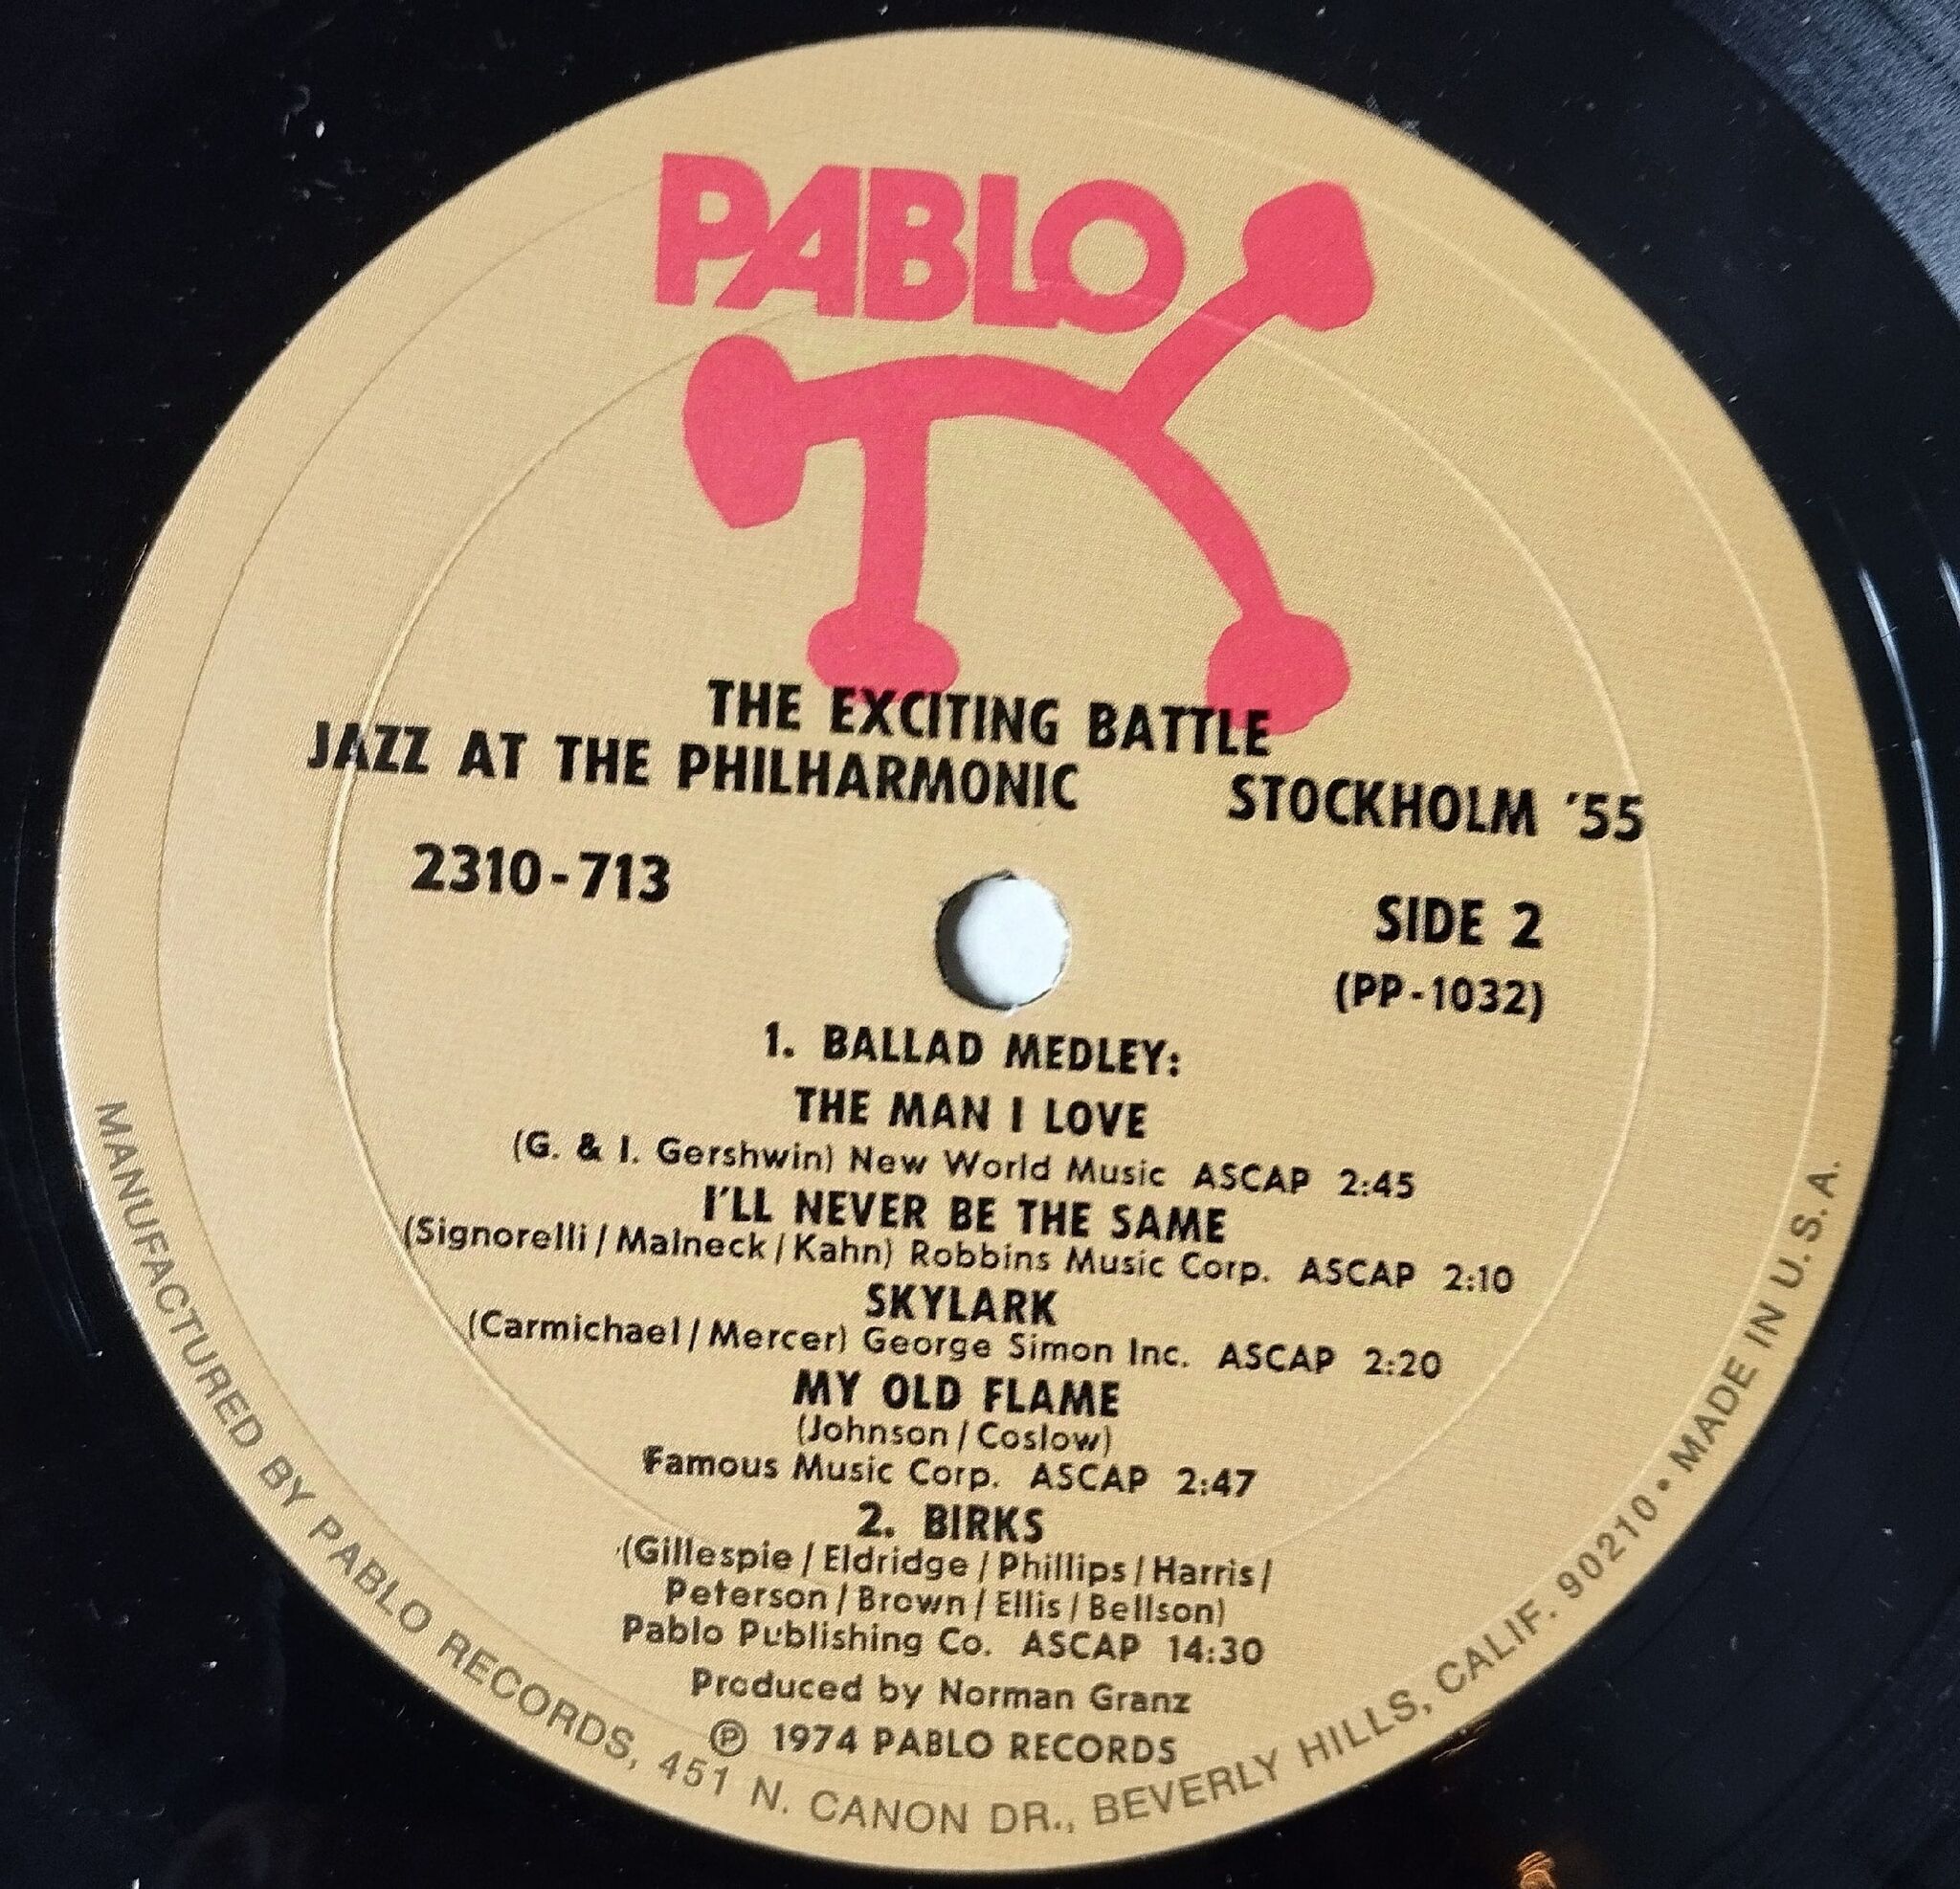 PABLO
THE EXCITING BATTLE
JAZZ AT THE PHILHARMONIC STOCKHOLM '55
2310-713
SIDE 2
(PP-1032)
1. BALLAD MEDLEY:
THE MAN I LOVE
(G. & I. Gershwin) New World Music ASCAP 2:45
I'LL NEVER BE THE SAME
(Signorelli/Malneck/Kahn) Robbins Music Corp. ASCAP 2:10
SKYLARK
(Carmichael/Mercer) George Simon Inc. ASCAP 2:20
MY OLD FLAME
(Johnson/Coslow)
Famous Music Corp. ASCAP 2:47
2. BIRKS
(Gillespie/Eldridge/Phillips/Harris/
Peterson/Brown/Ellis/Bellson)
Pablo Publishing Co. ASCAP 14:30
Produced by Norman Granz
℗ 1974 PABLO RECORDS
MANUFACTURED BY PABLO RECORDS, 451 N. CANON DR., BEVERLY HILLS, CALIF. 90210 • MADE IN U.S.A.